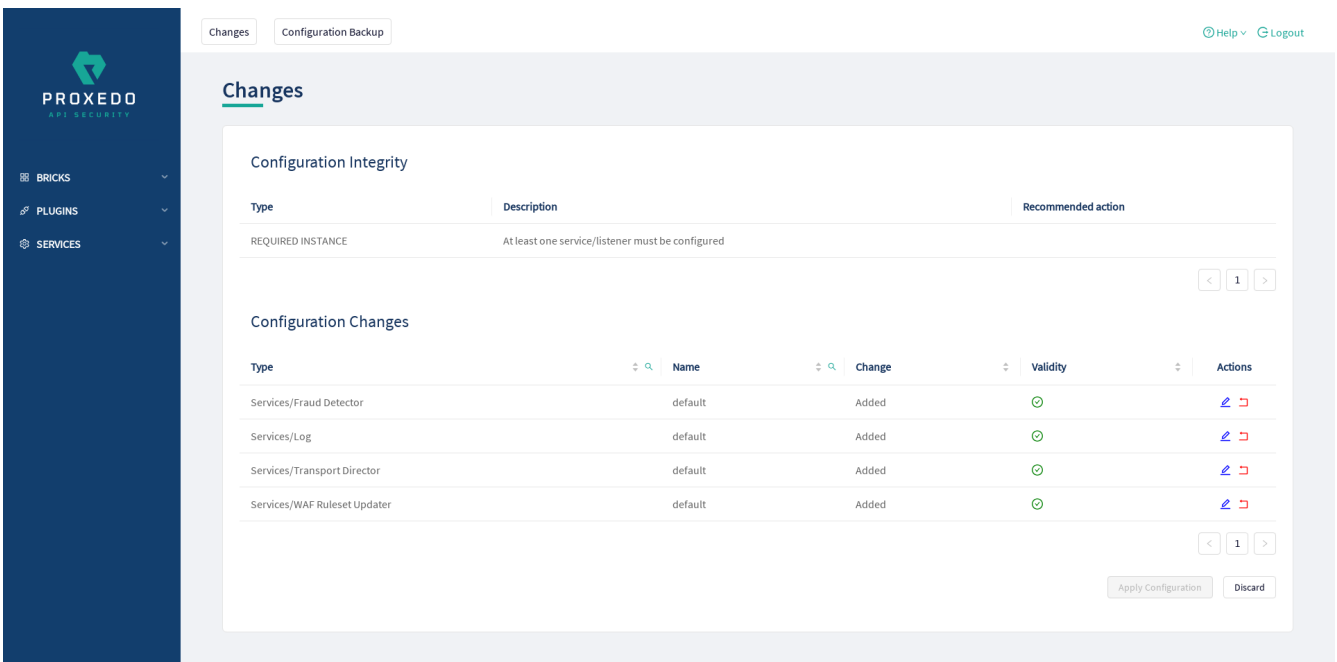 Changes Configuration Backup Help Logout
PROXEDO
API SECURITY
BRICKS
PLUGINS
SERVICES
Changes
Configuration Integrity
Type Description Recommended action
REQUIRED INSTANCE At least one service/listener must be configured
< 1 >
Configuration Changes
Type Name Change Validity Actions
Services/Fraud Detector default Added
Services/Log default Added
Services/Transport Director default Added
Services/WAF Ruleset Updater default Added
< 1 >
Apply Configuration Discard